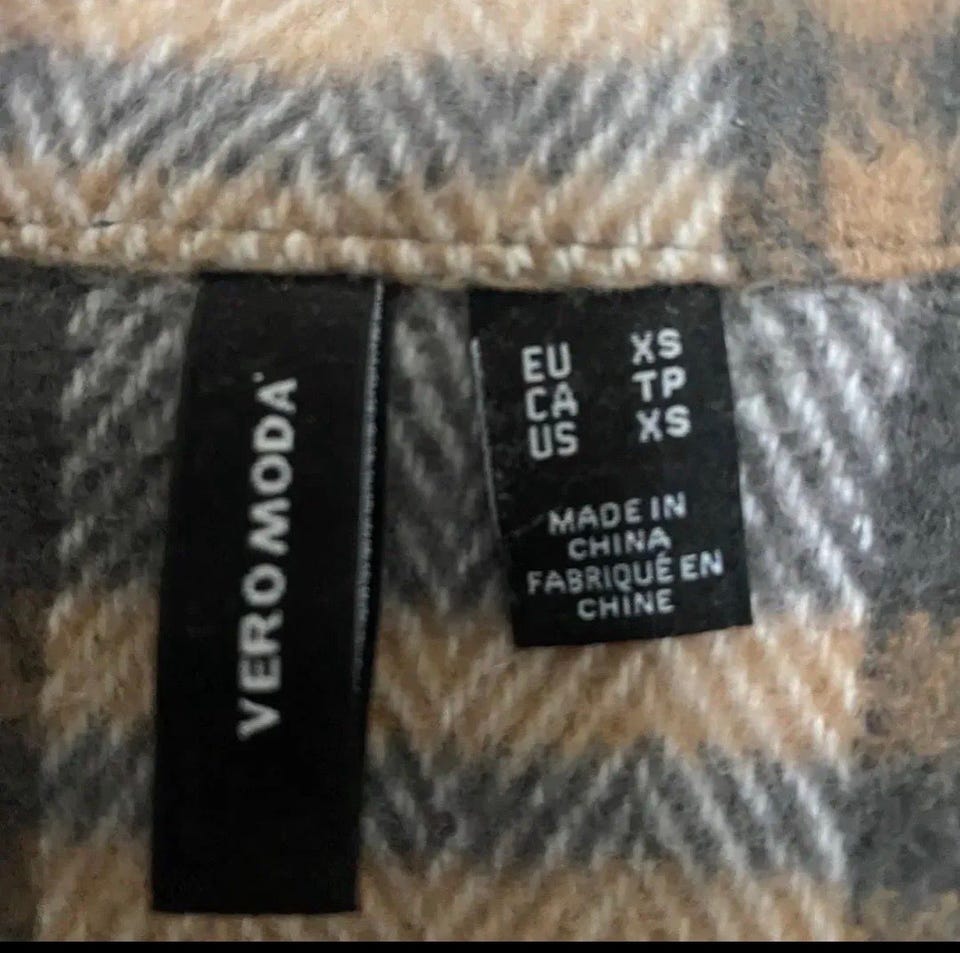 VERO MODA
EU XS
CA TP
US XS
MADE IN
CHINA
FABRIQUÉ EN
CHINE